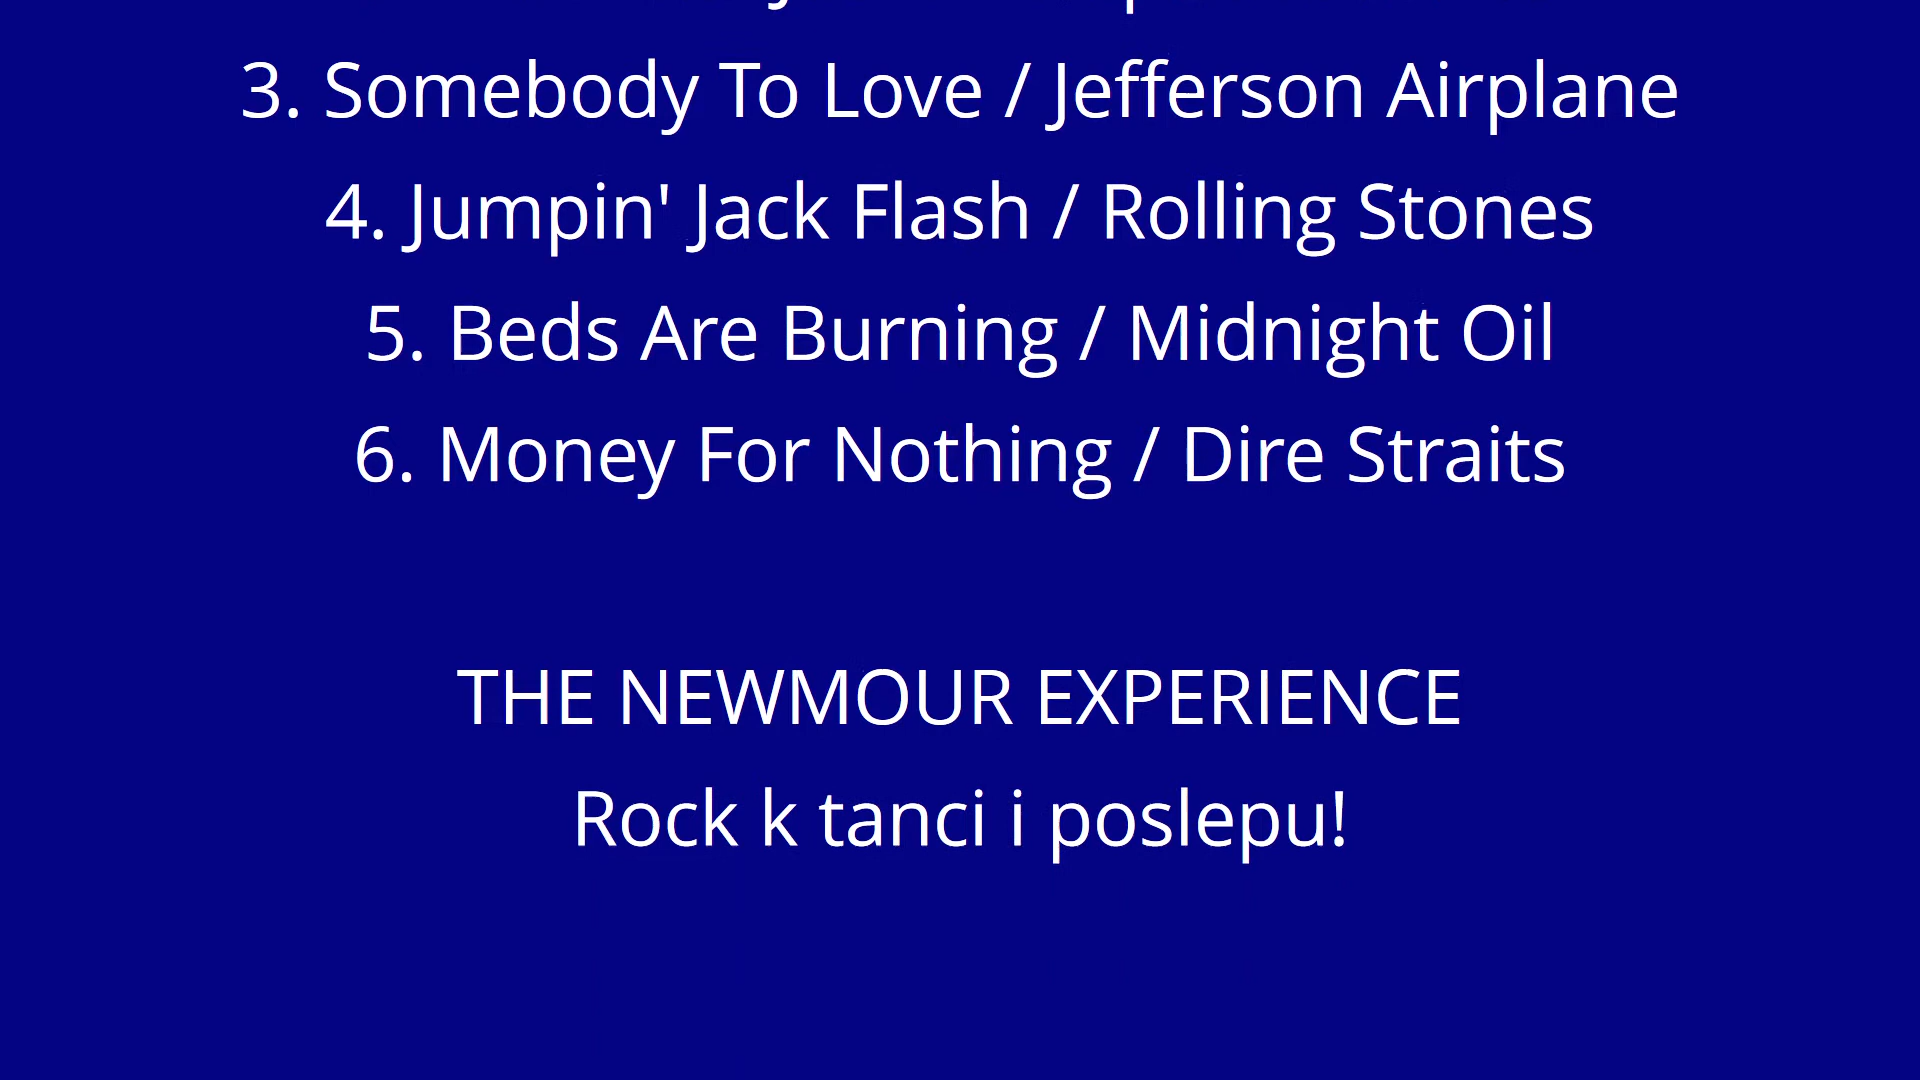 3. Somebody To Love / Jefferson Airplane
4. Jumpin' Jack Flash / Rolling Stones
5. Beds Are Burning / Midnight Oil
6. Money For Nothing / Dire Straits
THE NEWMOUR EXPERIENCE
Rock k tanci i poslepu!